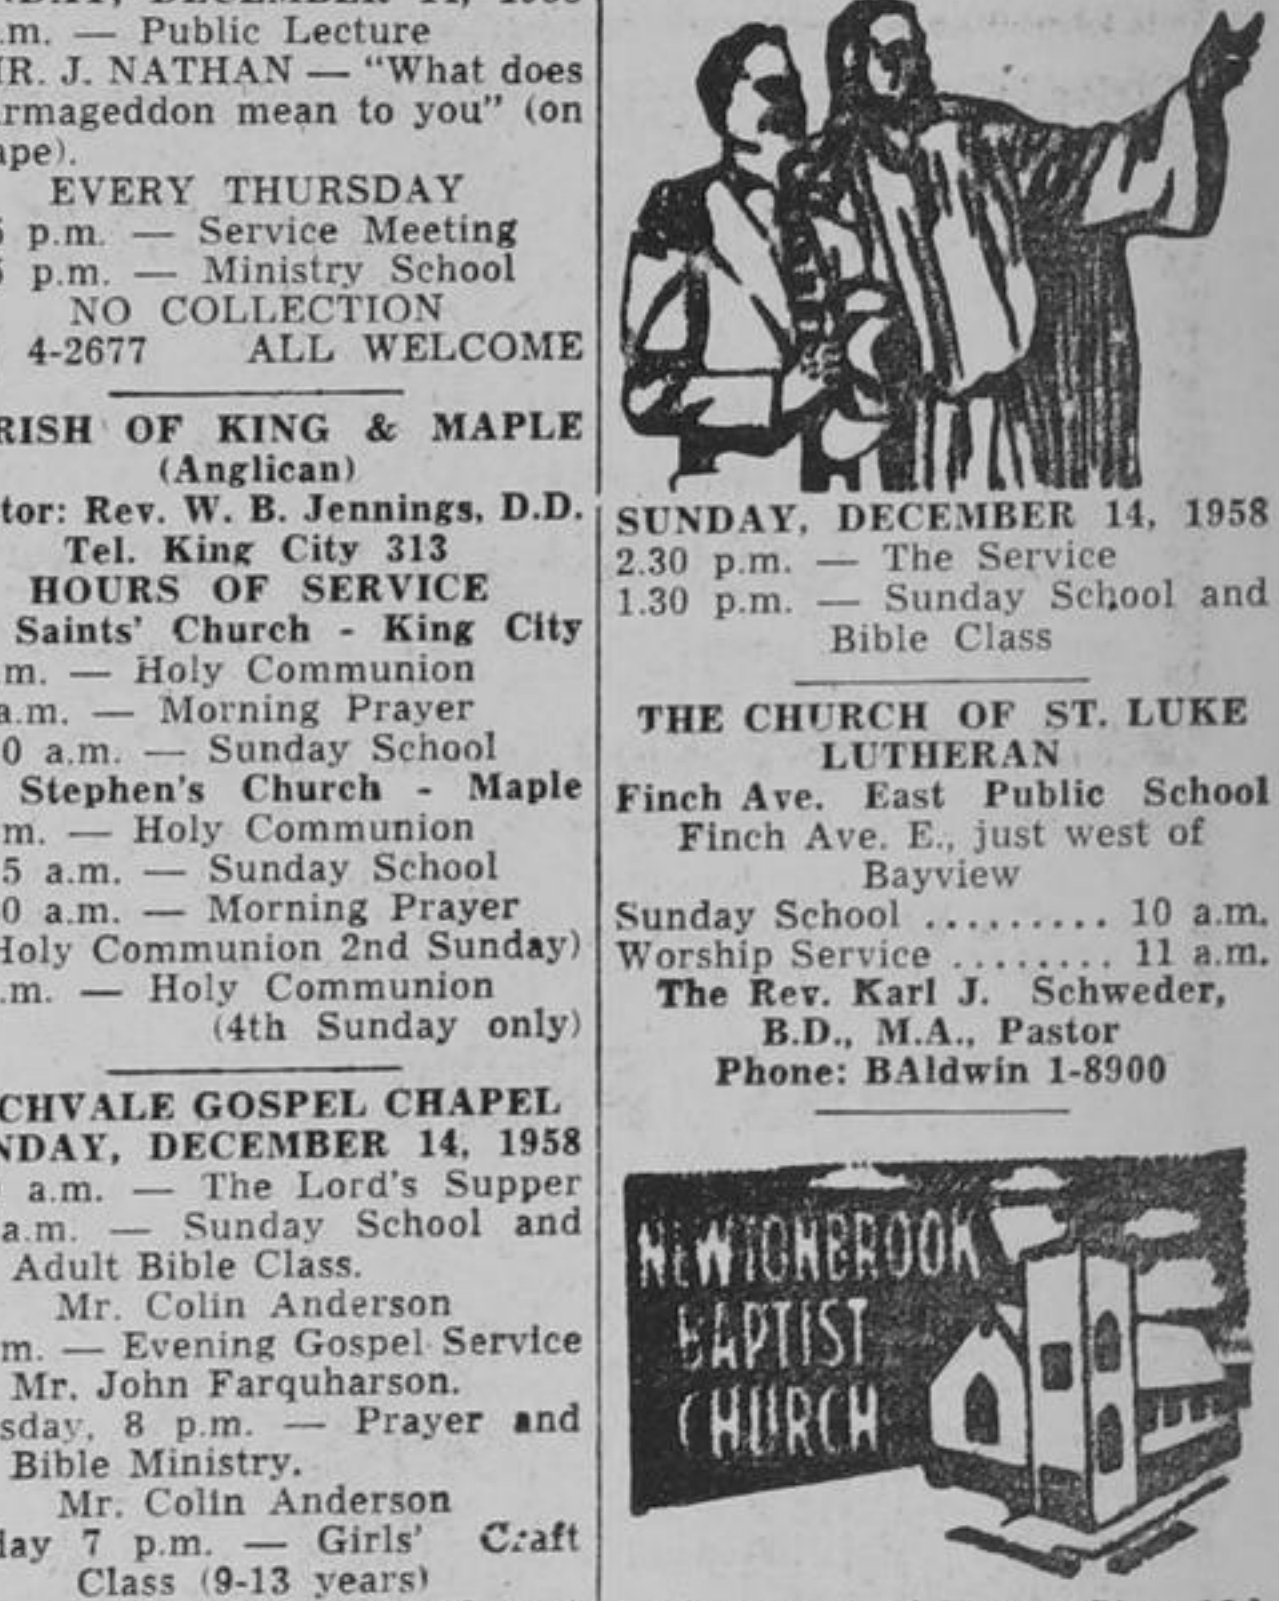 DAY, DECEMBER 14, 1958
.m. — Public Lecture
R. J. NATHAN — "What does
rmageddon mean to you" (on
ape).
EVERY THURSDAY
p.m. — Service Meeting
p.m. — Ministry School
NO COLLECTION
4-2677 ALL WELCOME
RISH OF KING & MAPLE
(Anglican)
tor: Rev. W. B. Jennings, D.D.
Tel. King City 313
HOURS OF SERVICE
Saints' Church - King City
m. — Holy Communion
a.m. — Morning Prayer
0 a.m. — Sunday School
Stephen's Church - Maple
m. — Holy Communion
5 a.m. — Sunday School
0 a.m. — Morning Prayer
Holy Communion 2nd Sunday)
.m. — Holy Communion
(4th Sunday only)
CHVALE GOSPEL CHAPEL
NDAY, DECEMBER 14, 1958
a.m. — The Lord's Supper
a.m. — Sunday School and
Adult Bible Class.
Mr. Colin Anderson
m. — Evening Gospel Service
Mr. John Farquharson.
sday, 8 p.m. — Prayer and
Bible Ministry.
Mr. Colin Anderson
day 7 p.m. — Girls' Craft
Class (9-13 years)
SUNDAY, DECEMBER 14, 1958
2.30 p.m. — The Service
1.30 p.m. — Sunday School and
Bible Class
THE CHURCH OF ST. LUKE
LUTHERAN
Finch Ave. East Public School
Finch Ave. E., just west of
Bayview
Sunday School ......... 10 a.m.
Worship Service ........ 11 a.m.
The Rev. Karl J. Schweder,
B.D., M.A., Pastor
Phone: BAldwin 1-8900
NEWTONBROOK
BAPTIST
CHURCH